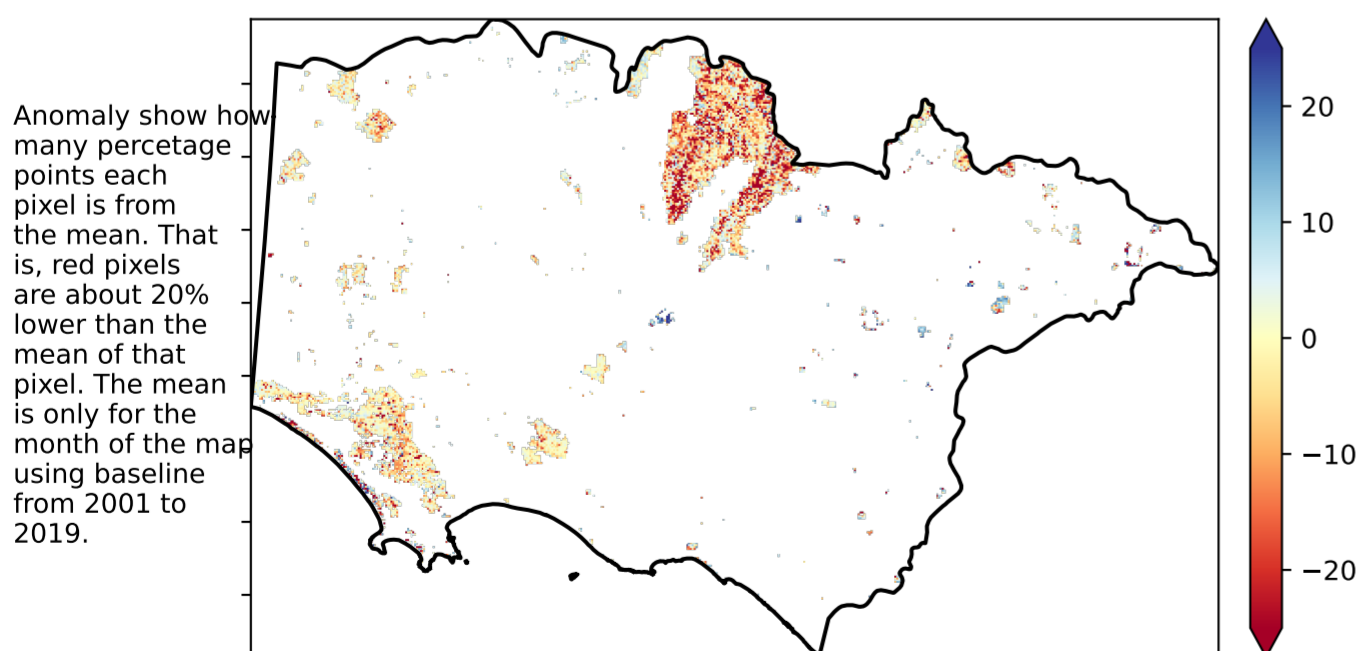 Anomaly show how
many percetage
points each
pixel is from
the mean. That
is, red pixels
are about 20%
lower than the
mean of that
pixel. The mean
is only for the
month of the map
using baseline
from 2001 to
2019.
20
10
0
−10
−20